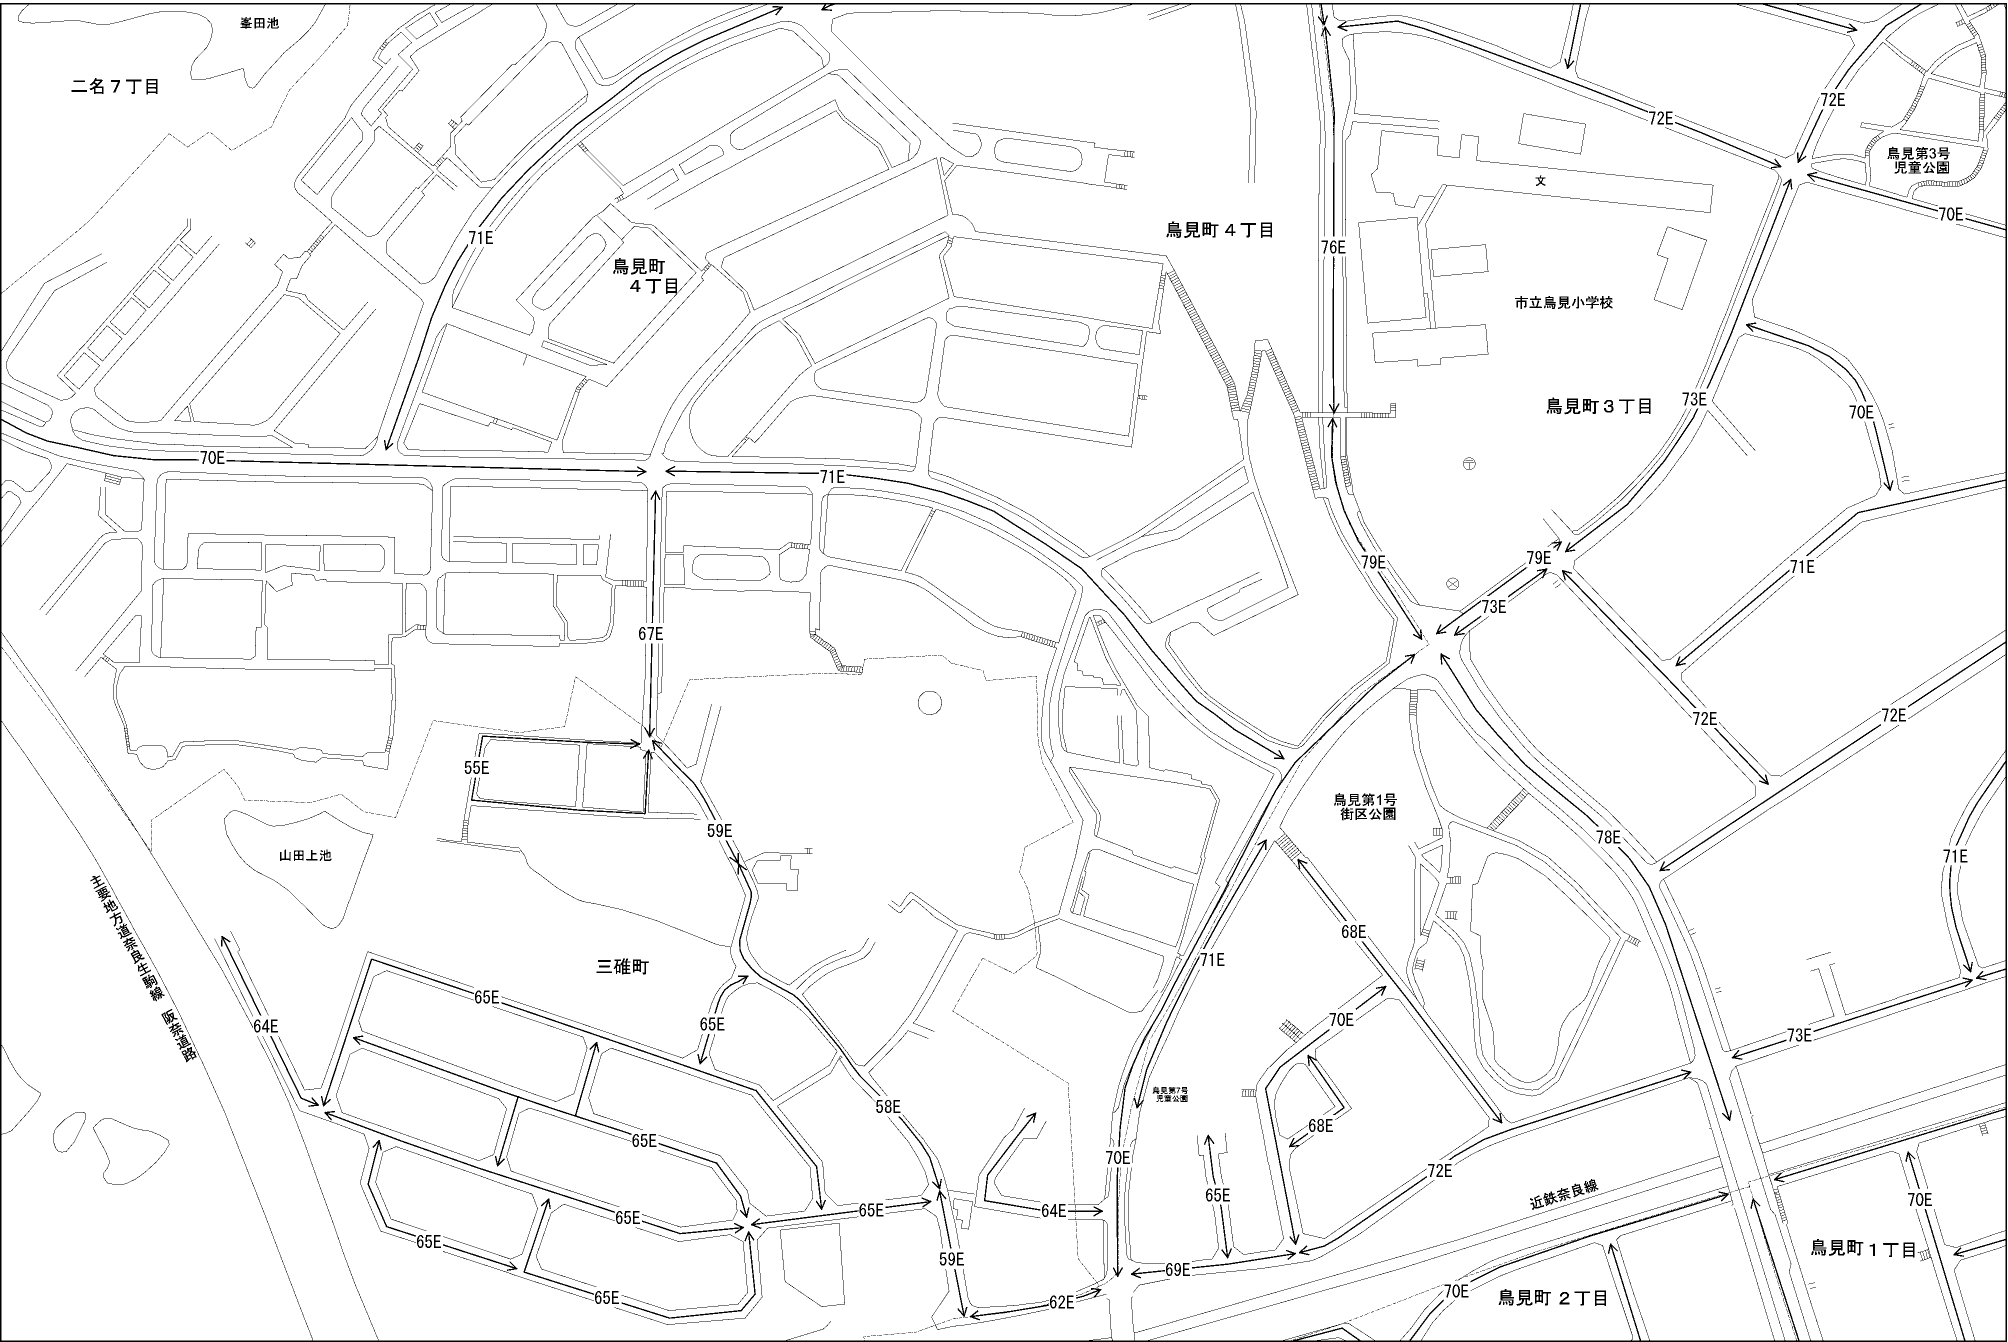 峯田池
二名７丁目
72E
72E
鳥見第3号
児童公園
文
70E
71E
鳥見町４丁目
76E
鳥見町
４丁目
市立鳥見小学校
73E
鳥見町３丁目
70E
70E
71E
79E
79E
71E
73E
67E
72E
72E
55E
鳥見第1号
街区公園
59E
78E
山田上池
71E
主要地方道奈良生駒線 阪奈道路
68E
71E
三碓町
65E
65E
64E
70E
73E
鳥見第7号
児童公園
58E
68E
65E
70E
72E
65E
近鉄奈良線
70E
65E
65E
64E
65E
59E
69E
鳥見町１丁目
65E
62E
70E
鳥見町２丁目